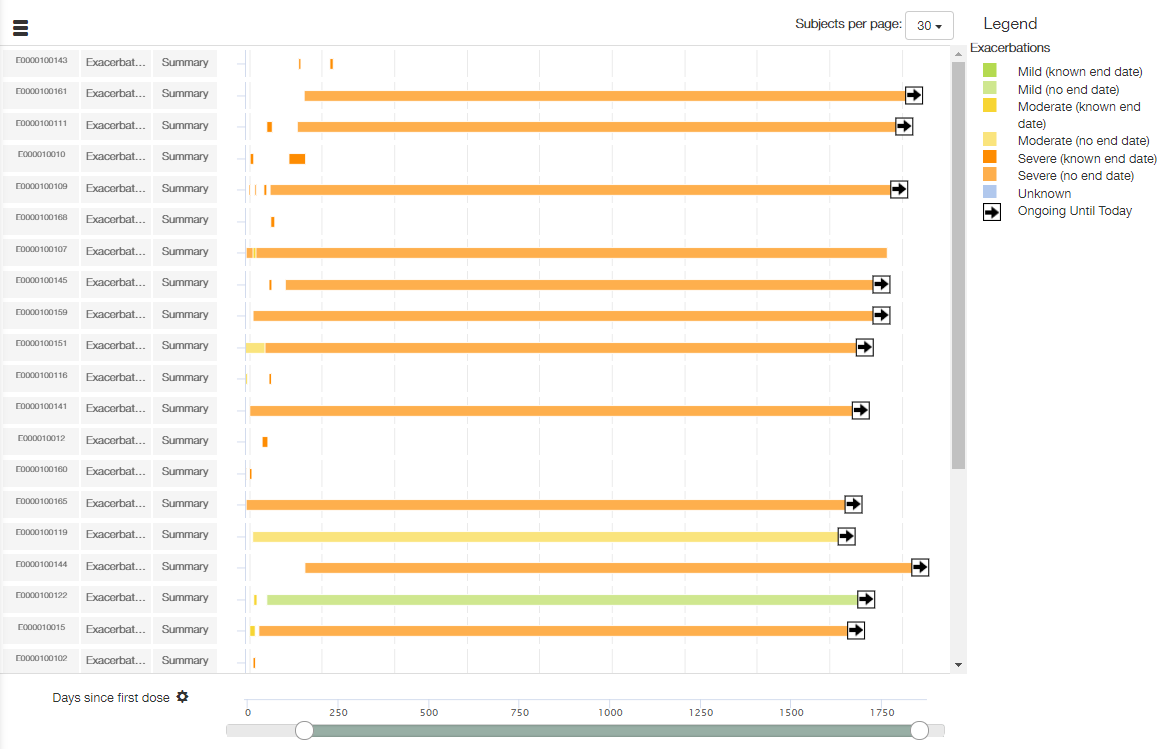 Subjects per page: 30
Legend
Exacerbations
Mild (known end date)
Mild (no end date)
Moderate (known end
date)
Moderate (no end date)
Severe (known end date)
Severe (no end date)
Unknown
Ongoing Until Today
E0000100143 Exacerbat... Summary
E0000100161 Exacerbat... Summary
E0000100111 Exacerbat... Summary
E000010010 Exacerbat... Summary
E0000100109 Exacerbat... Summary
E0000100168 Exacerbat... Summary
E0000100107 Exacerbat... Summary
E0000100145 Exacerbat... Summary
E0000100159 Exacerbat... Summary
E0000100151 Exacerbat... Summary
E0000100116 Exacerbat... Summary
E0000100141 Exacerbat... Summary
E000010012 Exacerbat... Summary
E0000100160 Exacerbat... Summary
E0000100165 Exacerbat... Summary
E0000100119 Exacerbat... Summary
E0000100144 Exacerbat... Summary
E0000100122 Exacerbat... Summary
E000010015 Exacerbat... Summary
E0000100102 Exacerbat... Summary
Days since first dose
0 250 500 750 1000 1250 1500 1750